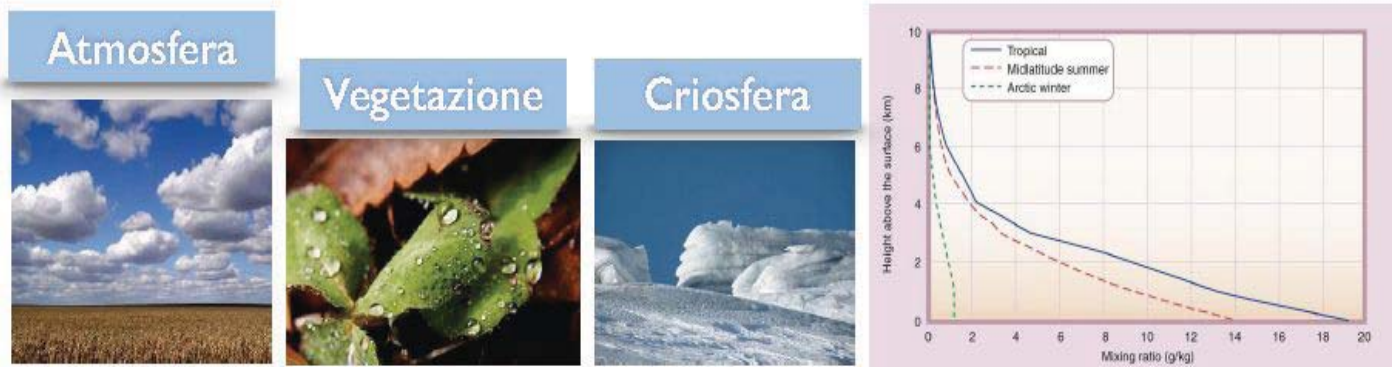 Atmosfera
Vegetazione
Criosfera
Tropical
Midlatitude summer
Arctic winter
Height above the surface (km)
10
8
6
4
2
0
0 2 4 6 8 10 12 14 16 18 20
Mixing ratio (g/kg)